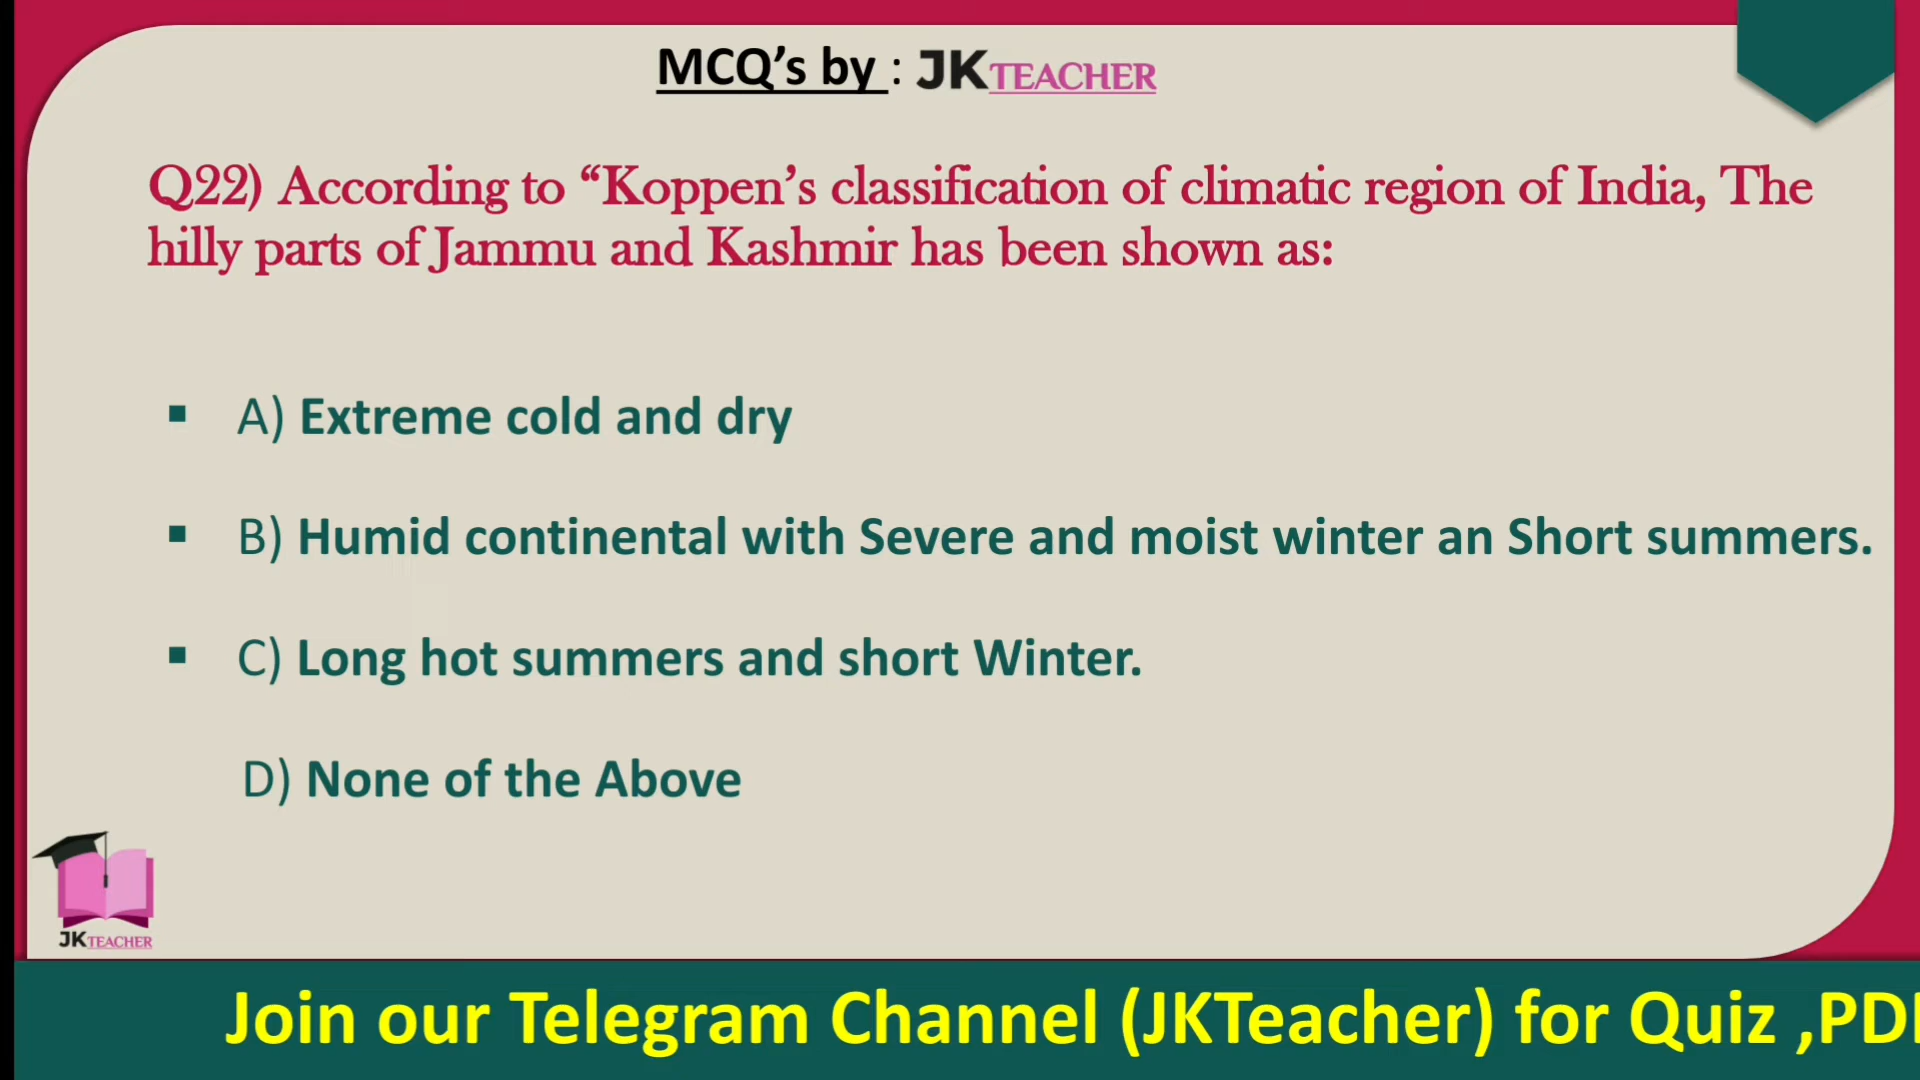 MCQ’s by : JKTEACHER
Q22) According to “Koppen’s classification of climatic region of India, The
hilly parts of Jammu and Kashmir has been shown as:
▪ A) Extreme cold and dry
▪ B) Humid continental with Severe and moist winter an Short summers.
▪ C) Long hot summers and short Winter.
D) None of the Above
JKTEACHER
Join our Telegram Channel (JKTeacher) for Quiz ,PD